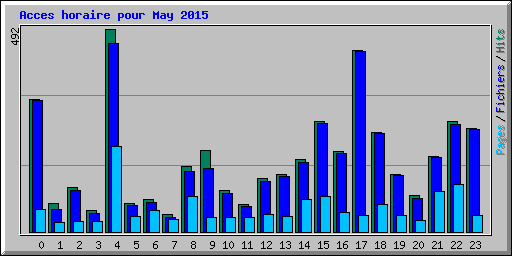 Acces horaire pour May 2015
492
Pages / Fichiers / Hits
0 1 2 3 4 5 6 7 8 9 10 11 12 13 14 15 16 17 18 19 20 21 22 23